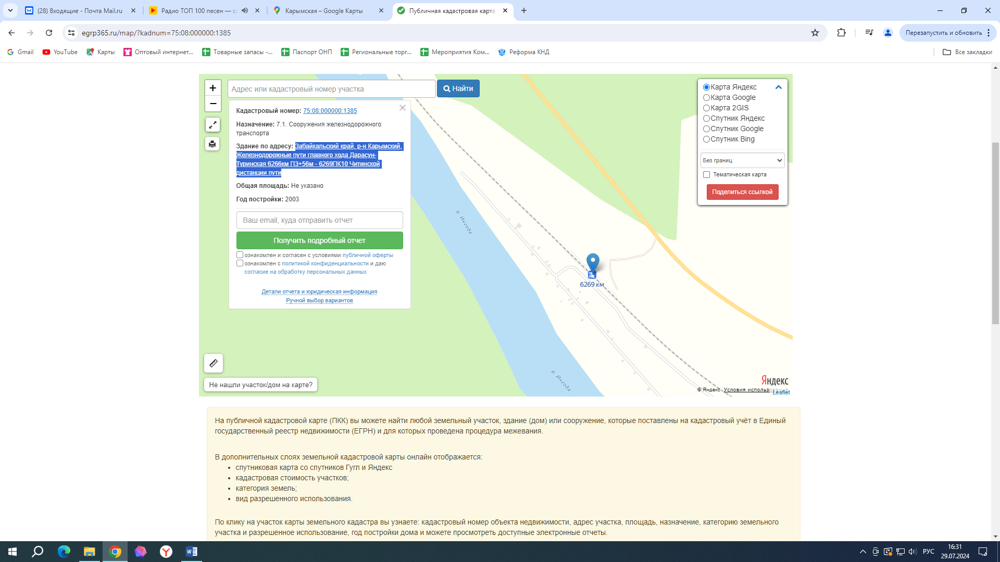 (28) Входящие - Почта Mail.ru
Радио ТОП 100 песен — сл
Карымская – Google Карты
Публичная кадастровая карта
egrp365.ru/map/?kadnum=75:08:000000:1385
Перезапустить и обновить
Gmail
YouTube
Карты
Оптовый интернет...
Товарные запасы -...
Паспорт ОНП
Региональные торг...
Мероприятия Ком...
Реформа КНД
Все закладки
+
−
Адрес или кадастровый номер участка
Найти
Кадастровый номер: 75:08:000000:1385
Назначение: 7.1. Сооружения железнодорожного
транспорта
Здание по адресу: Забайкальский край, р-н Карымский,
Железнодорожные пути главного хода Дарасун-
Туринская 6266км П3+56м - 6269ПК10 Читинской
дистанции пути
Общая площадь: Не указано
Год постройки: 2003
Ваш email, куда отправить отчет
Получить подробный отчет
ознакомлен и согласен с условиями публичной оферты
ознакомлен с политикой конфиденциальности и даю
согласие на обработку персональных данных
Детали отчета и юридическая информация
Ручной выбор вариантов
Карта Яндекс
Карта Google
Карта 2GIS
Спутник Яндекс
Спутник Google
Спутник Bing
Без границ
Тематическая карта
Поделиться ссылкой
р. Ингода
6269 км
р. Ингода
Не нашли участок/дом на карте?
Яндекс
© Яндекс Условия использования
Leaflet
На публичной кадастровой карте (ПКК) вы можете найти любой земельный участок, здание (дом) или сооружение, которые поставлены на кадастровый учёт в Единый
государственный реестр недвижимости (ЕГРН) и для которых проведена процедура межевания.
В дополнительных слоях земельной кадастровой карты онлайн отображается:
• спутниковая карта со спутников Гугл и Яндекс
• кадастровая стоимость участков;
• категория земель;
• вид разрешенного использования.
По клику на участок карты земельного кадастра вы узнаете: кадастровый номер объекта недвижимости, адрес участка, площадь, назначение, категорию земельного
участка и разрешенное использование, год постройки дома и можете просмотреть доступные электронные отчеты.
РУС
16:31
29.07.2024